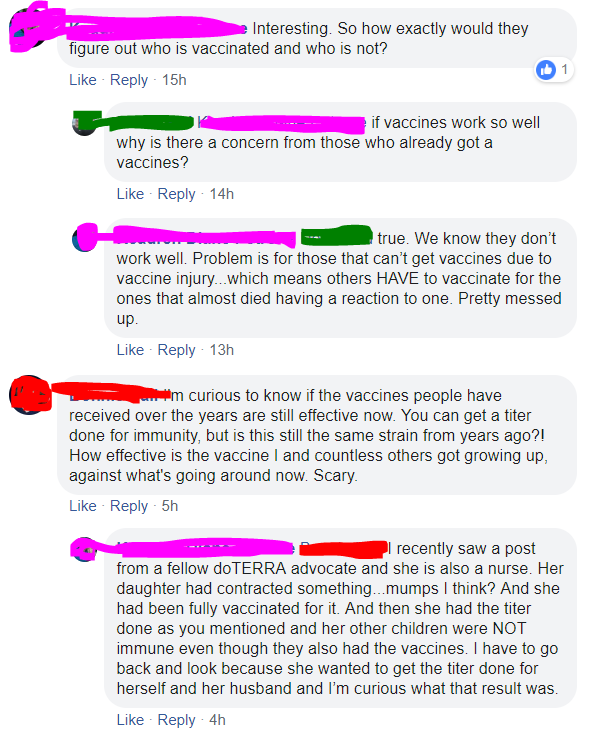 Interesting. So how exactly would they
figure out who is vaccinated and who is not?
Like · Reply · 15h
1
if vaccines work so well
why is there a concern from those who already got a
vaccines?
Like · Reply · 14h
true. We know they don't
work well. Problem is for those that can't get vaccines due to
vaccine injury...which means others HAVE to vaccinate for the
ones that almost died having a reaction to one. Pretty messed
up.
Like · Reply · 13h
I'm curious to know if the vaccines people have
received over the years are still effective now. You can get a titer
done for immunity, but is this still the same strain from years ago?!
How effective is the vaccine I and countless others got growing up,
against what's going around now. Scary.
Like · Reply · 5h
I recently saw a post
from a fellow doTERRA advocate and she is also a nurse. Her
daughter had contracted something...mumps I think? And she
had been fully vaccinated for it. And then she had the titer
done as you mentioned and her other children were NOT
immune even though they also had the vaccines. I have to go
back and look because she wanted to get the titer done for
herself and her husband and I'm curious what that result was.
Like · Reply · 4h